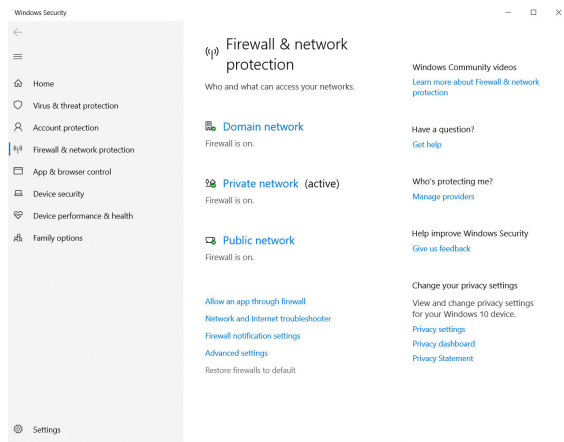 Windows Security
Home
Virus & threat protection
Account protection
Firewall & network protection
App & browser control
Device security
Device performance & health
Family options
Settings
Firewall & network
protection
Who and what can access your networks.
Domain network
Firewall is on.
Private network (active)
Firewall is on.
Public network
Firewall is on.
Allow an app through firewall
Network and Internet troubleshooter
Firewall notification settings
Advanced settings
Restore firewalls to default
Windows Community videos
Learn more about Firewall & network
protection
Have a question?
Get help
Who's protecting me?
Manage providers
Help improve Windows Security
Give us feedback
Change your privacy settings
View and change privacy settings
for your Windows 10 device.
Privacy settings
Privacy dashboard
Privacy Statement